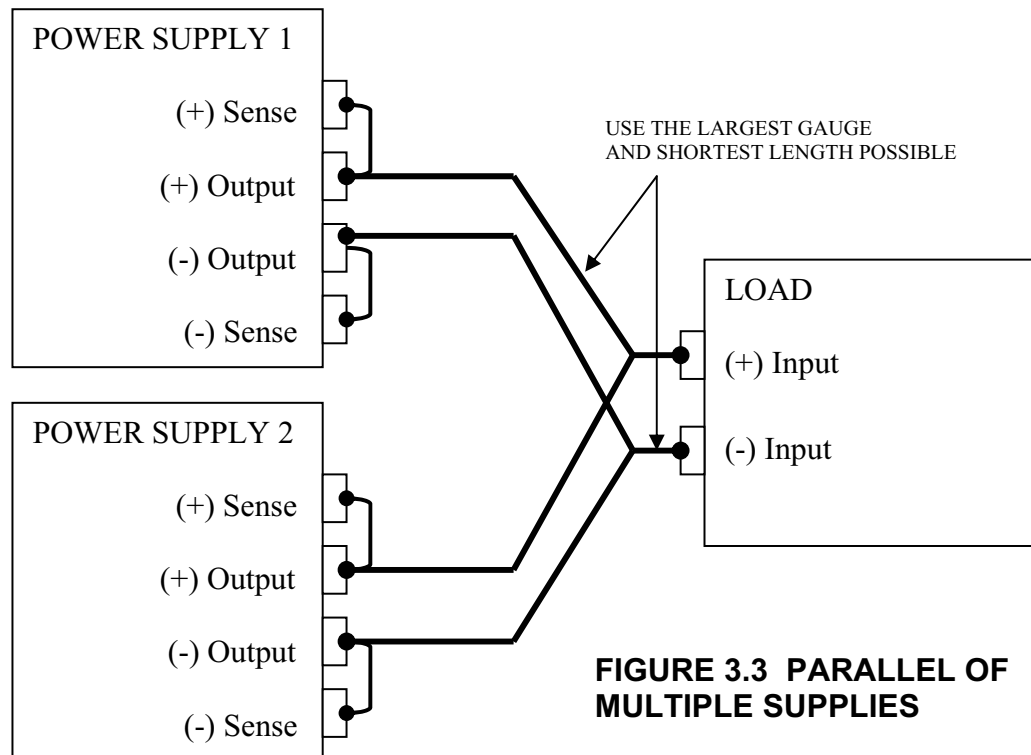 POWER SUPPLY 1
(+) Sense
(+) Output
(-) Output
(-) Sense
USE THE LARGEST GAUGE
AND SHORTEST LENGTH POSSIBLE
LOAD
(+) Input
(-) Input
POWER SUPPLY 2
(+) Sense
(+) Output
(-) Output
(-) Sense
FIGURE 3.3 PARALLEL OF
MULTIPLE SUPPLIES